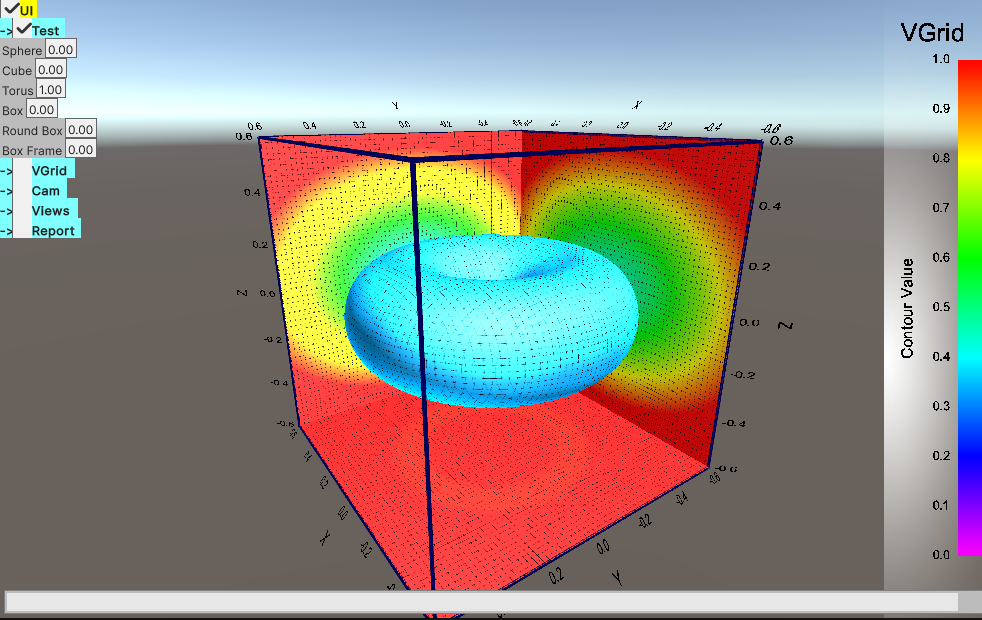 UI
-> Test
Sphere 0.00
Cube 0.00
Torus 1.00
Box 0.00
Round Box 0.00
Box Frame 0.00
-> VGrid
-> Cam
-> Views
-> Report
VGrid
1.0
0.9
0.8
0.7
0.6
0.5
0.4
0.3
0.2
0.1
0.0
Contour Value
Y
X
0.6 0.4 0.2 0.0 -0.2 -0.4
-0.2 -0.4 -0.6
0.6
0.4
0.2
Z 0.0
-0.2
-0.4
-0.6
0.6
0.4
0.2
0.0 Z
-0.2
-0.4
-0.6
X
0.0
-0.2
-0.4
-0.2
0.0
0.2
Y